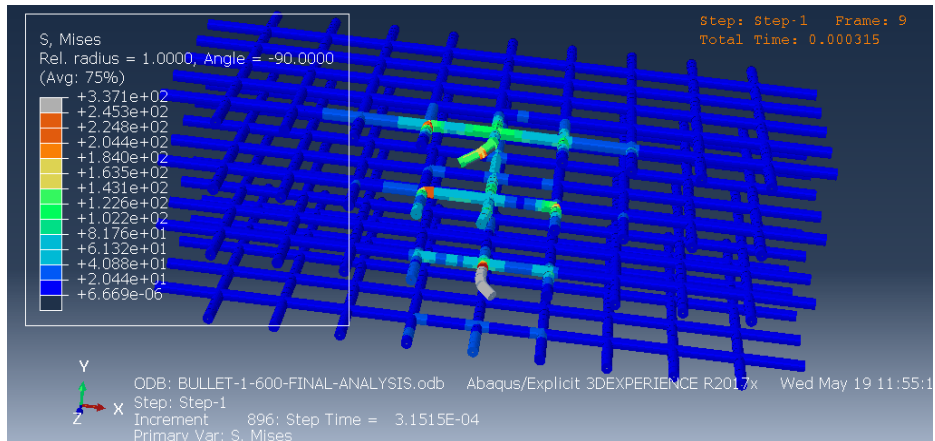 Step: Step-1 Frame: 9
Total Time: 0.000315
S, Mises
Rel. radius = 1.0000, Angle = -90.0000
(Avg: 75%)
+3.371e+02
+2.453e+02
+2.248e+02
+2.044e+02
+1.840e+02
+1.635e+02
+1.431e+02
+1.226e+02
+1.022e+02
+8.176e+01
+6.132e+01
+4.088e+01
+2.044e+01
+6.669e-06
Y
X
Z
ODB: BULLET-1-600-FINAL-ANALYSIS.odb Abaqus/Explicit 3DEXPERIENCE R2017x Wed May 19 11:55:1
Step: Step-1
Increment 896: Step Time = 3.1515E-04
Primary Var: S, Mises